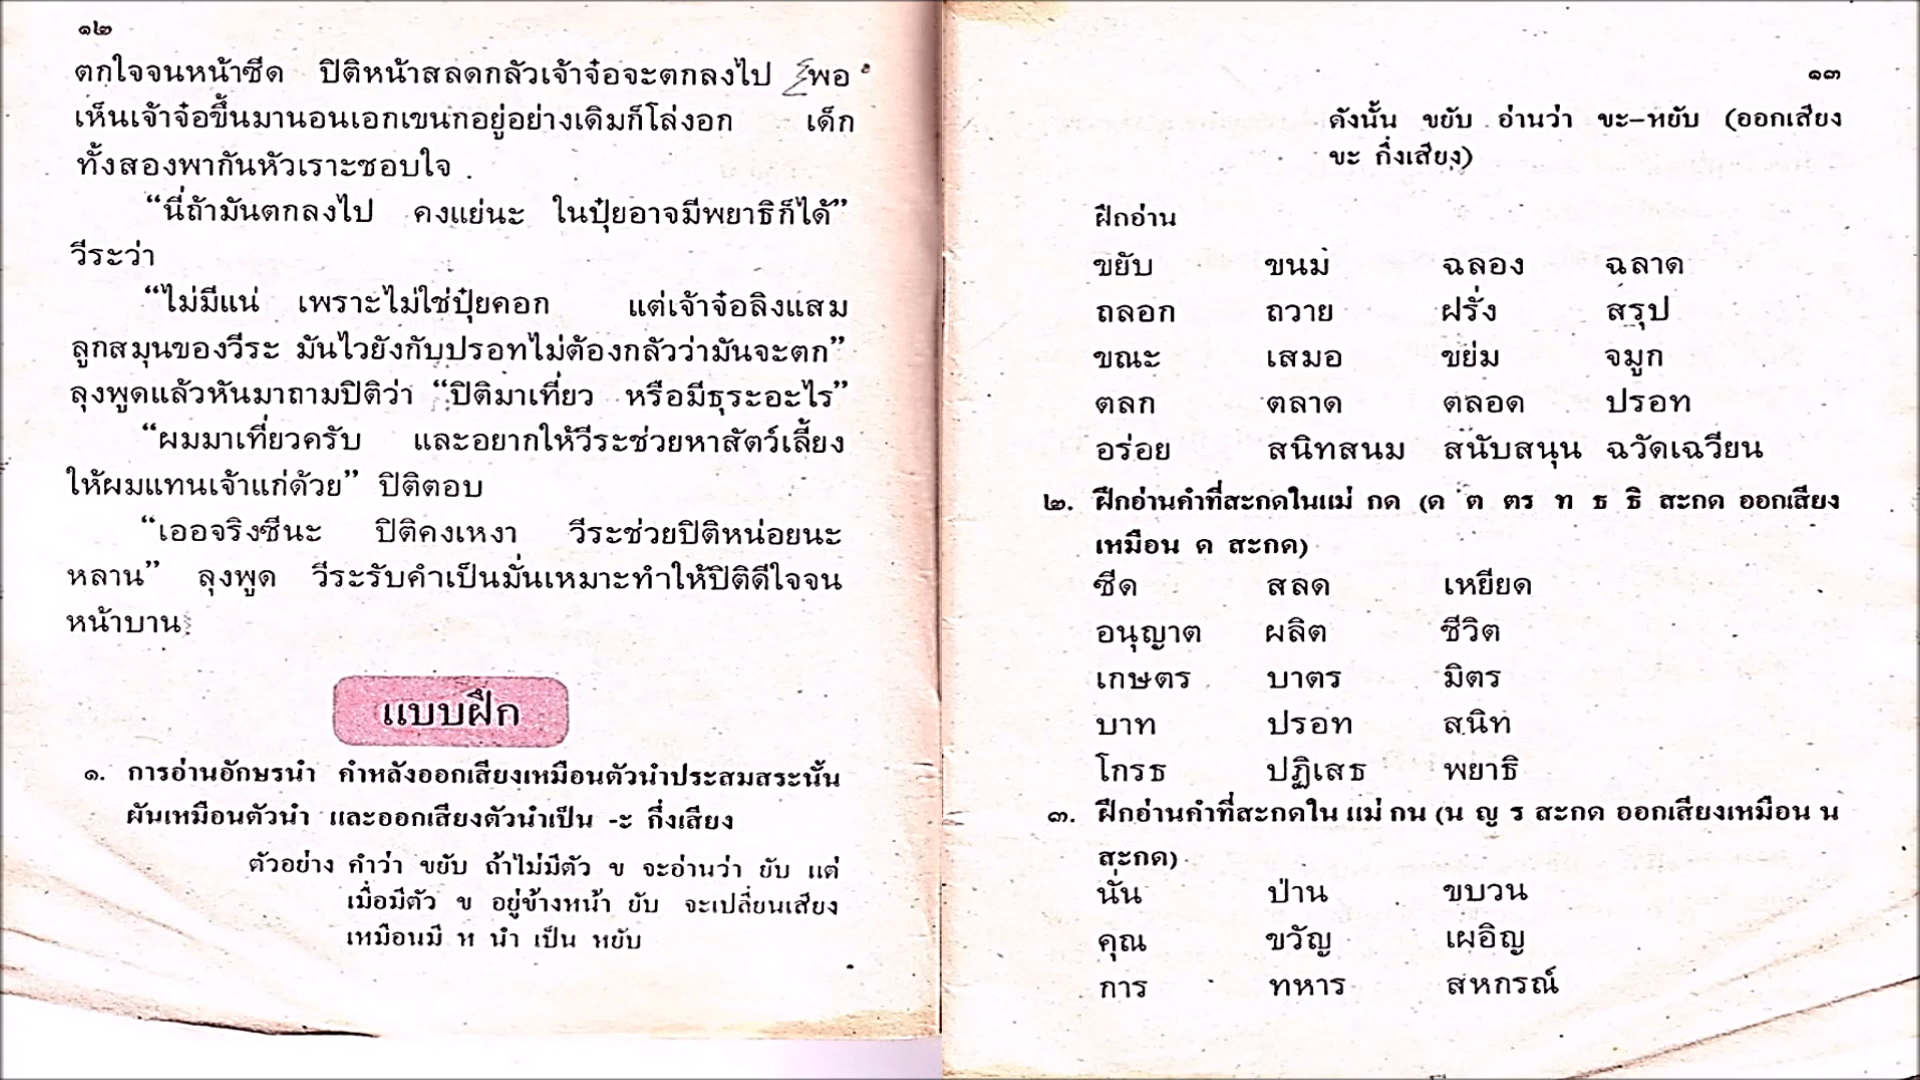 ๑๒
ตกใจจนหน้าซีด ปิติหน้าสลดกลัวเจ้าจ๋อจะตกลงไป พอ
เห็นเจ้าจ๋อขึ้นมานอนเอกเขนกอยู่อย่างเดิมก็โล่งอก เด็ก
ทั้งสองพากันหัวเราะชอบใจ
“นี่ถ้ามันตกลงไป คงแย่นะ ในปุ๋ยอาจมีพยาธิก็ได้”
วีระว่า
“ไม่มีแน่ เพราะไม่ใช่ปุ๋ยคอก แต่เจ้าจ๋อลิงแสม
ลูกสมุนของวีระ มันไวยังกับปรอทไม่ต้องกลัวว่ามันจะตก”
ลุงพูดแล้วหันมาถามปิติว่า “ปิติมาเที่ยว หรือมีธุระอะไร”
“ผมมาเที่ยวครับ และอยากให้วีระช่วยหาสัตว์เลี้ยง
ให้ผมแทนเจ้าแก่ด้วย” ปิติตอบ
“เออจริงซีนะ ปิติคงเหงา วีระช่วยปิติหน่อยนะ
หลาน” ลุงพูด วีระรับคำเป็นมั่นเหมาะทำให้ปิติดีใจจน
หน้าบาน
แบบฝึก
๑. การอ่านอักษรนำ คำหลังออกเสียงเหมือนตัวนำประสมสระนั้น
ผันเหมือนตัวนำ และออกเสียงตัวนำเป็น -ะ กึ่งเสียง
ตัวอย่าง คำว่า ขยับ ถ้าไม่มีตัว ข จะอ่านว่า ยับ แต่
เมื่อมีตัว ข อยู่ข้างหน้า ยับ จะเปลี่ยนเสียง
เหมือนมี ห นำ เป็น หยับ
๑๓
ดังนั้น ขยับ อ่านว่า ขะ–หยับ (ออกเสียง
ขะ กึ่งเสียง)
ฝึกอ่าน
ขยับ ขนม ฉลอง ฉลาด
ถลอก ถวาย ฝรั่ง สรุป
ขณะ เสมอ ขย่ม จมูก
ตลก ตลาด ตลอด ปรอท
อร่อย สนิทสนม สนับสนุน ฉวัดเฉวียน
๒. ฝึกอ่านคำที่สะกดในแม่ กด (ด ต ตร ท ธ ธิ สะกด ออกเสียง
เหมือน ด สะกด)
ซีด สลด เหยียด
อนุญาต ผลิต ชีวิต
เกษตร บาตร มิตร
บาท ปรอท สนิท
โกรธ ปฏิเสธ พยาธิ
๓. ฝึกอ่านคำที่สะกดใน แม่ กน (น ญ ร สะกด ออกเสียงเหมือน น
สะกด)
นั่น ป่าน ขบวน
คุณ ขวัญ เผอิญ
การ ทหาร สหกรณ์